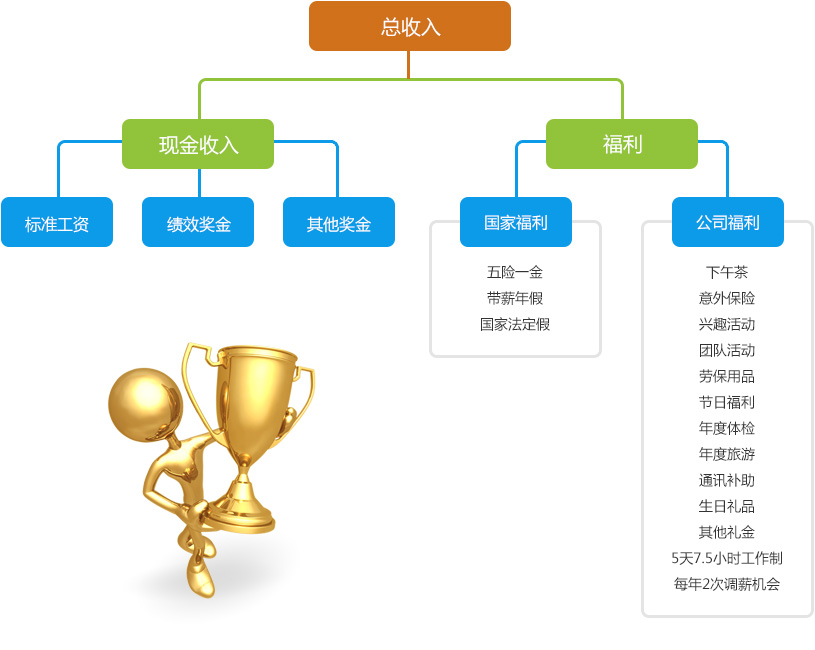 总收入
现金收入
福利
标准工资
绩效奖金
其他奖金
国家福利
公司福利
五险一金
带薪年假
国家法定假
下午茶
意外保险
兴趣活动
团队活动
劳保用品
节日福利
年度体检
年度旅游
通讯补助
生日礼品
其他礼金
5天7.5小时工作制
每年2次调薪机会